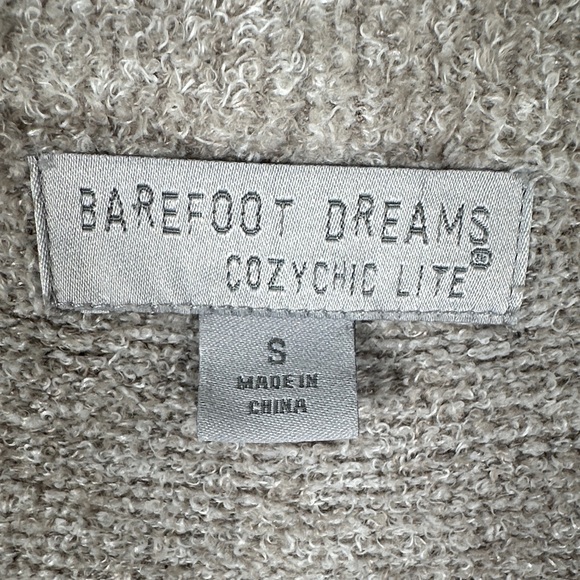 BAREFOOT DREAMS®
COZYCHIC LITE
S
MADE IN
CHINA